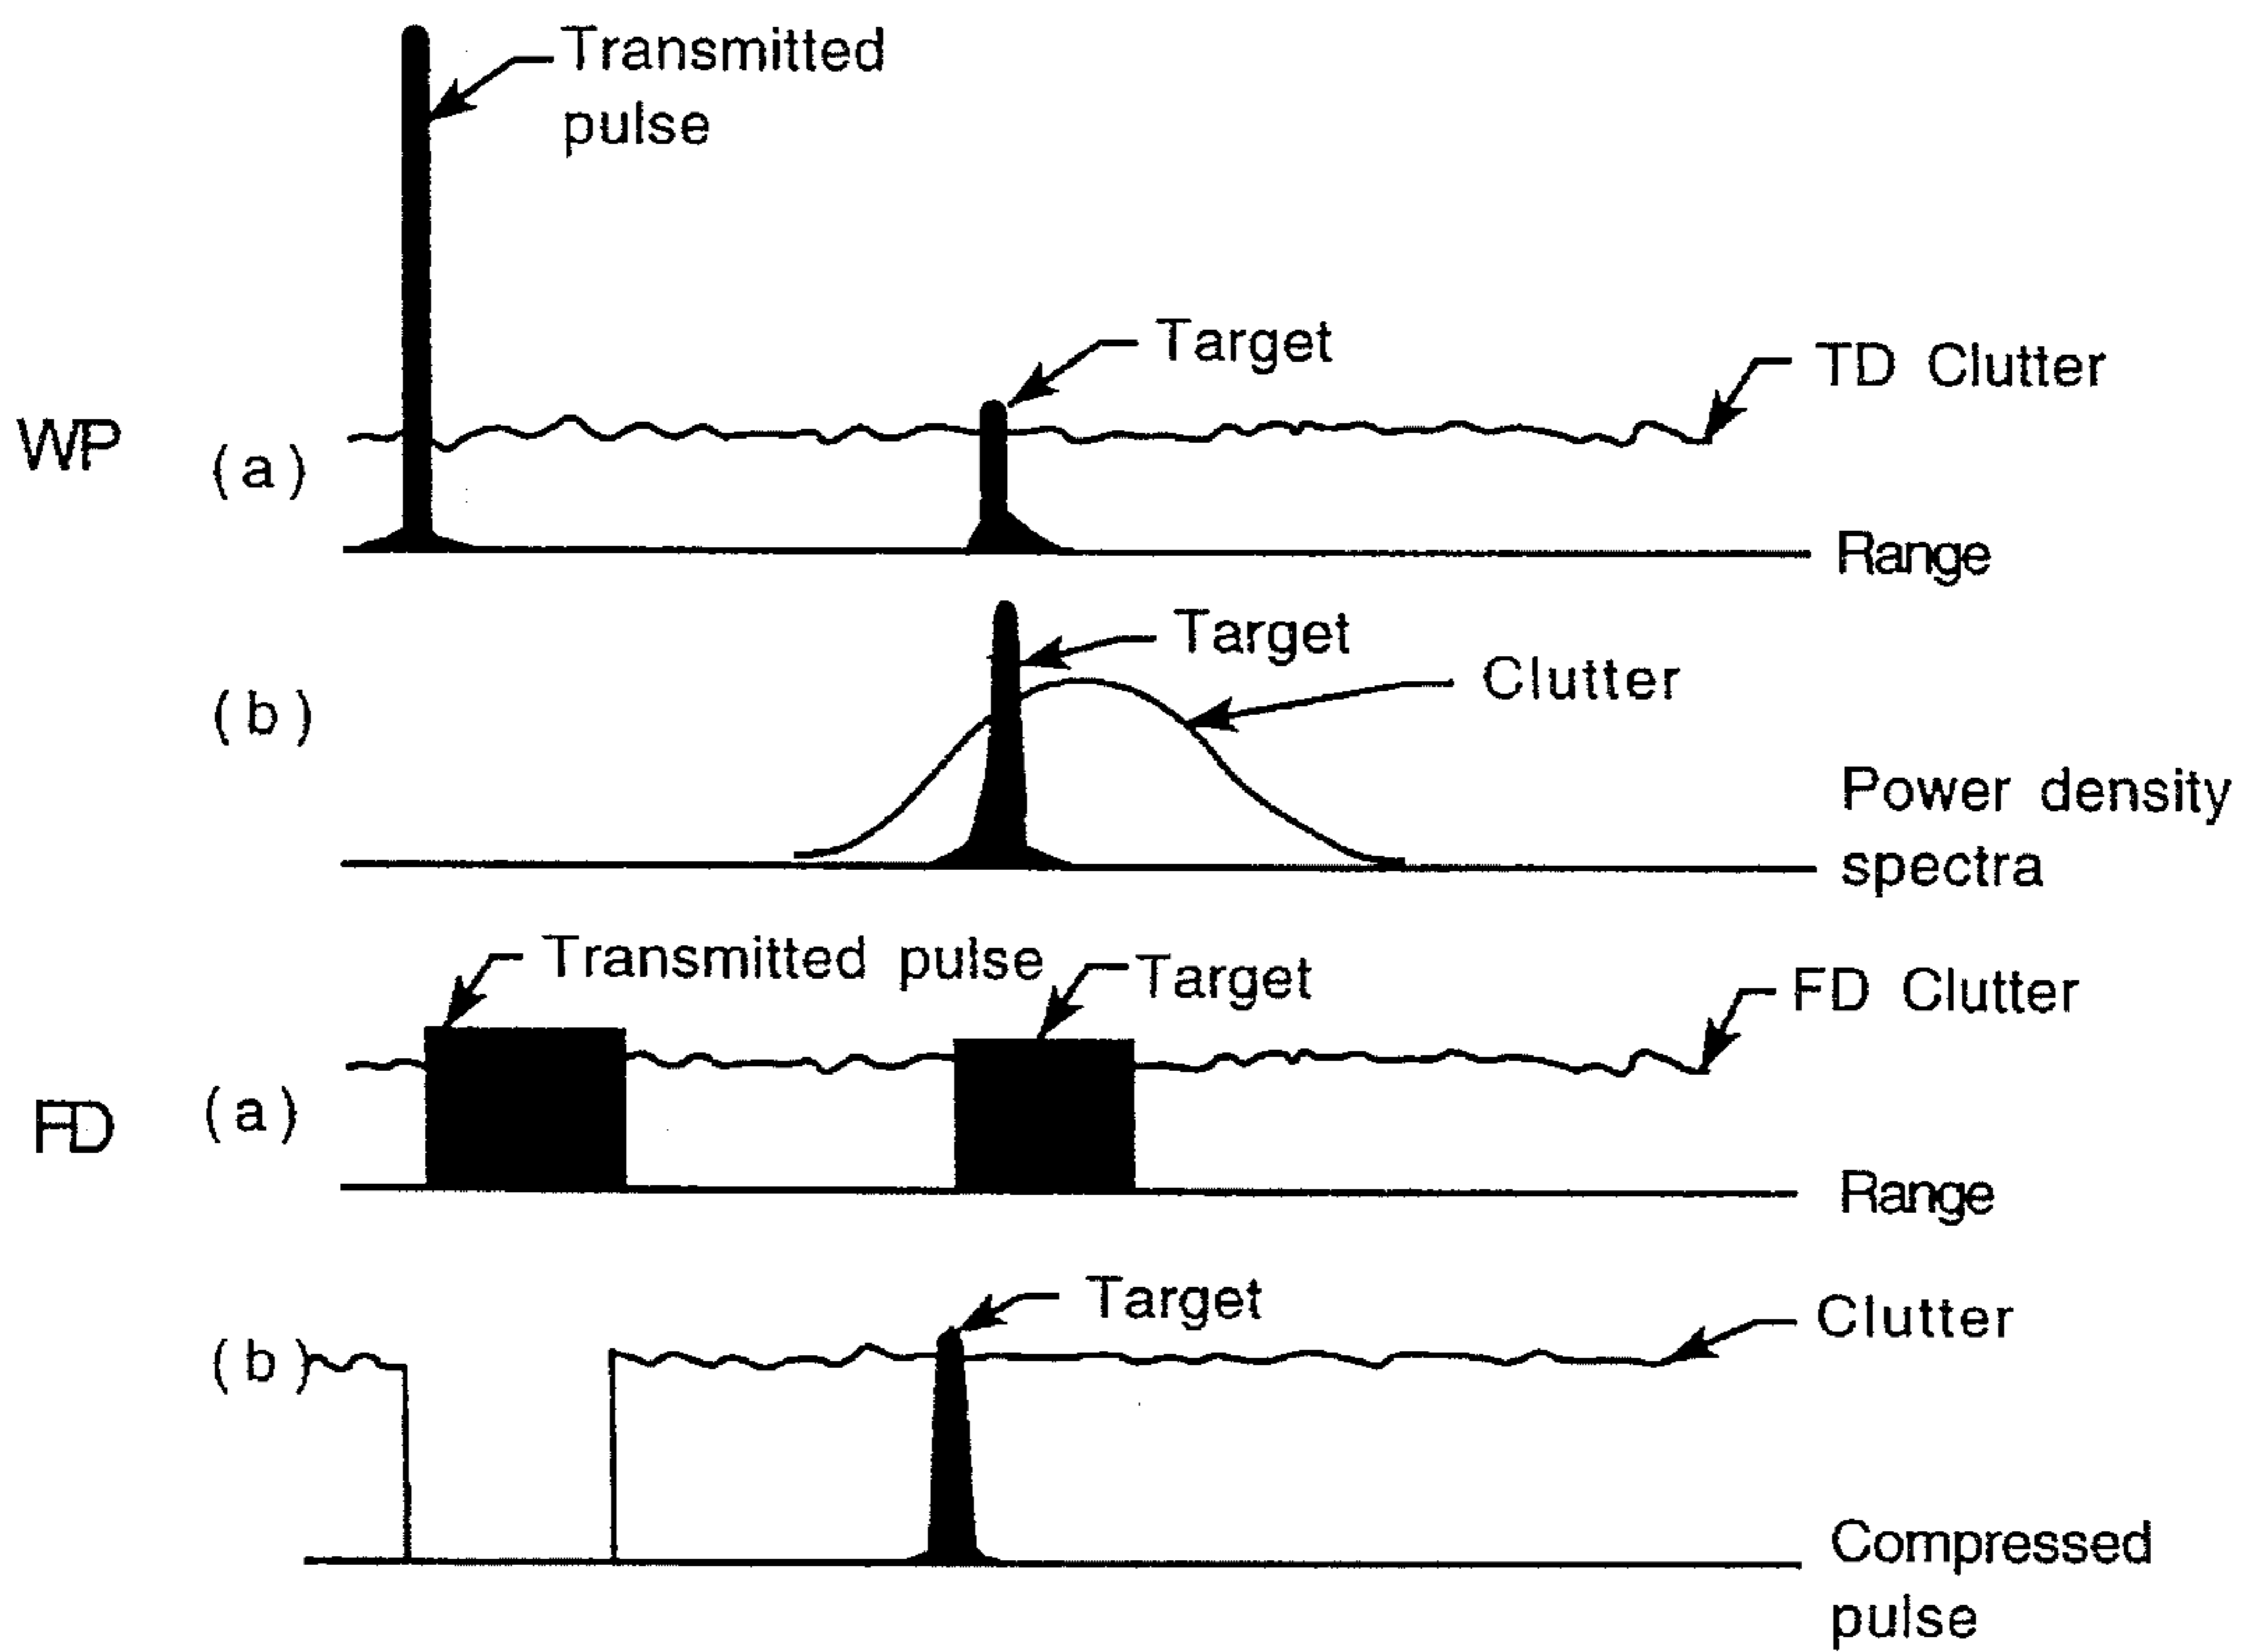 Transmitted
pulse
Target
TD Clutter
WP
(a)
Range
Target
Clutter
(b)
Power density
spectra
Transmitted pulse
Target
FD Clutter
FD
(a)
Range
Target
Clutter
(b)
Compressed
pulse